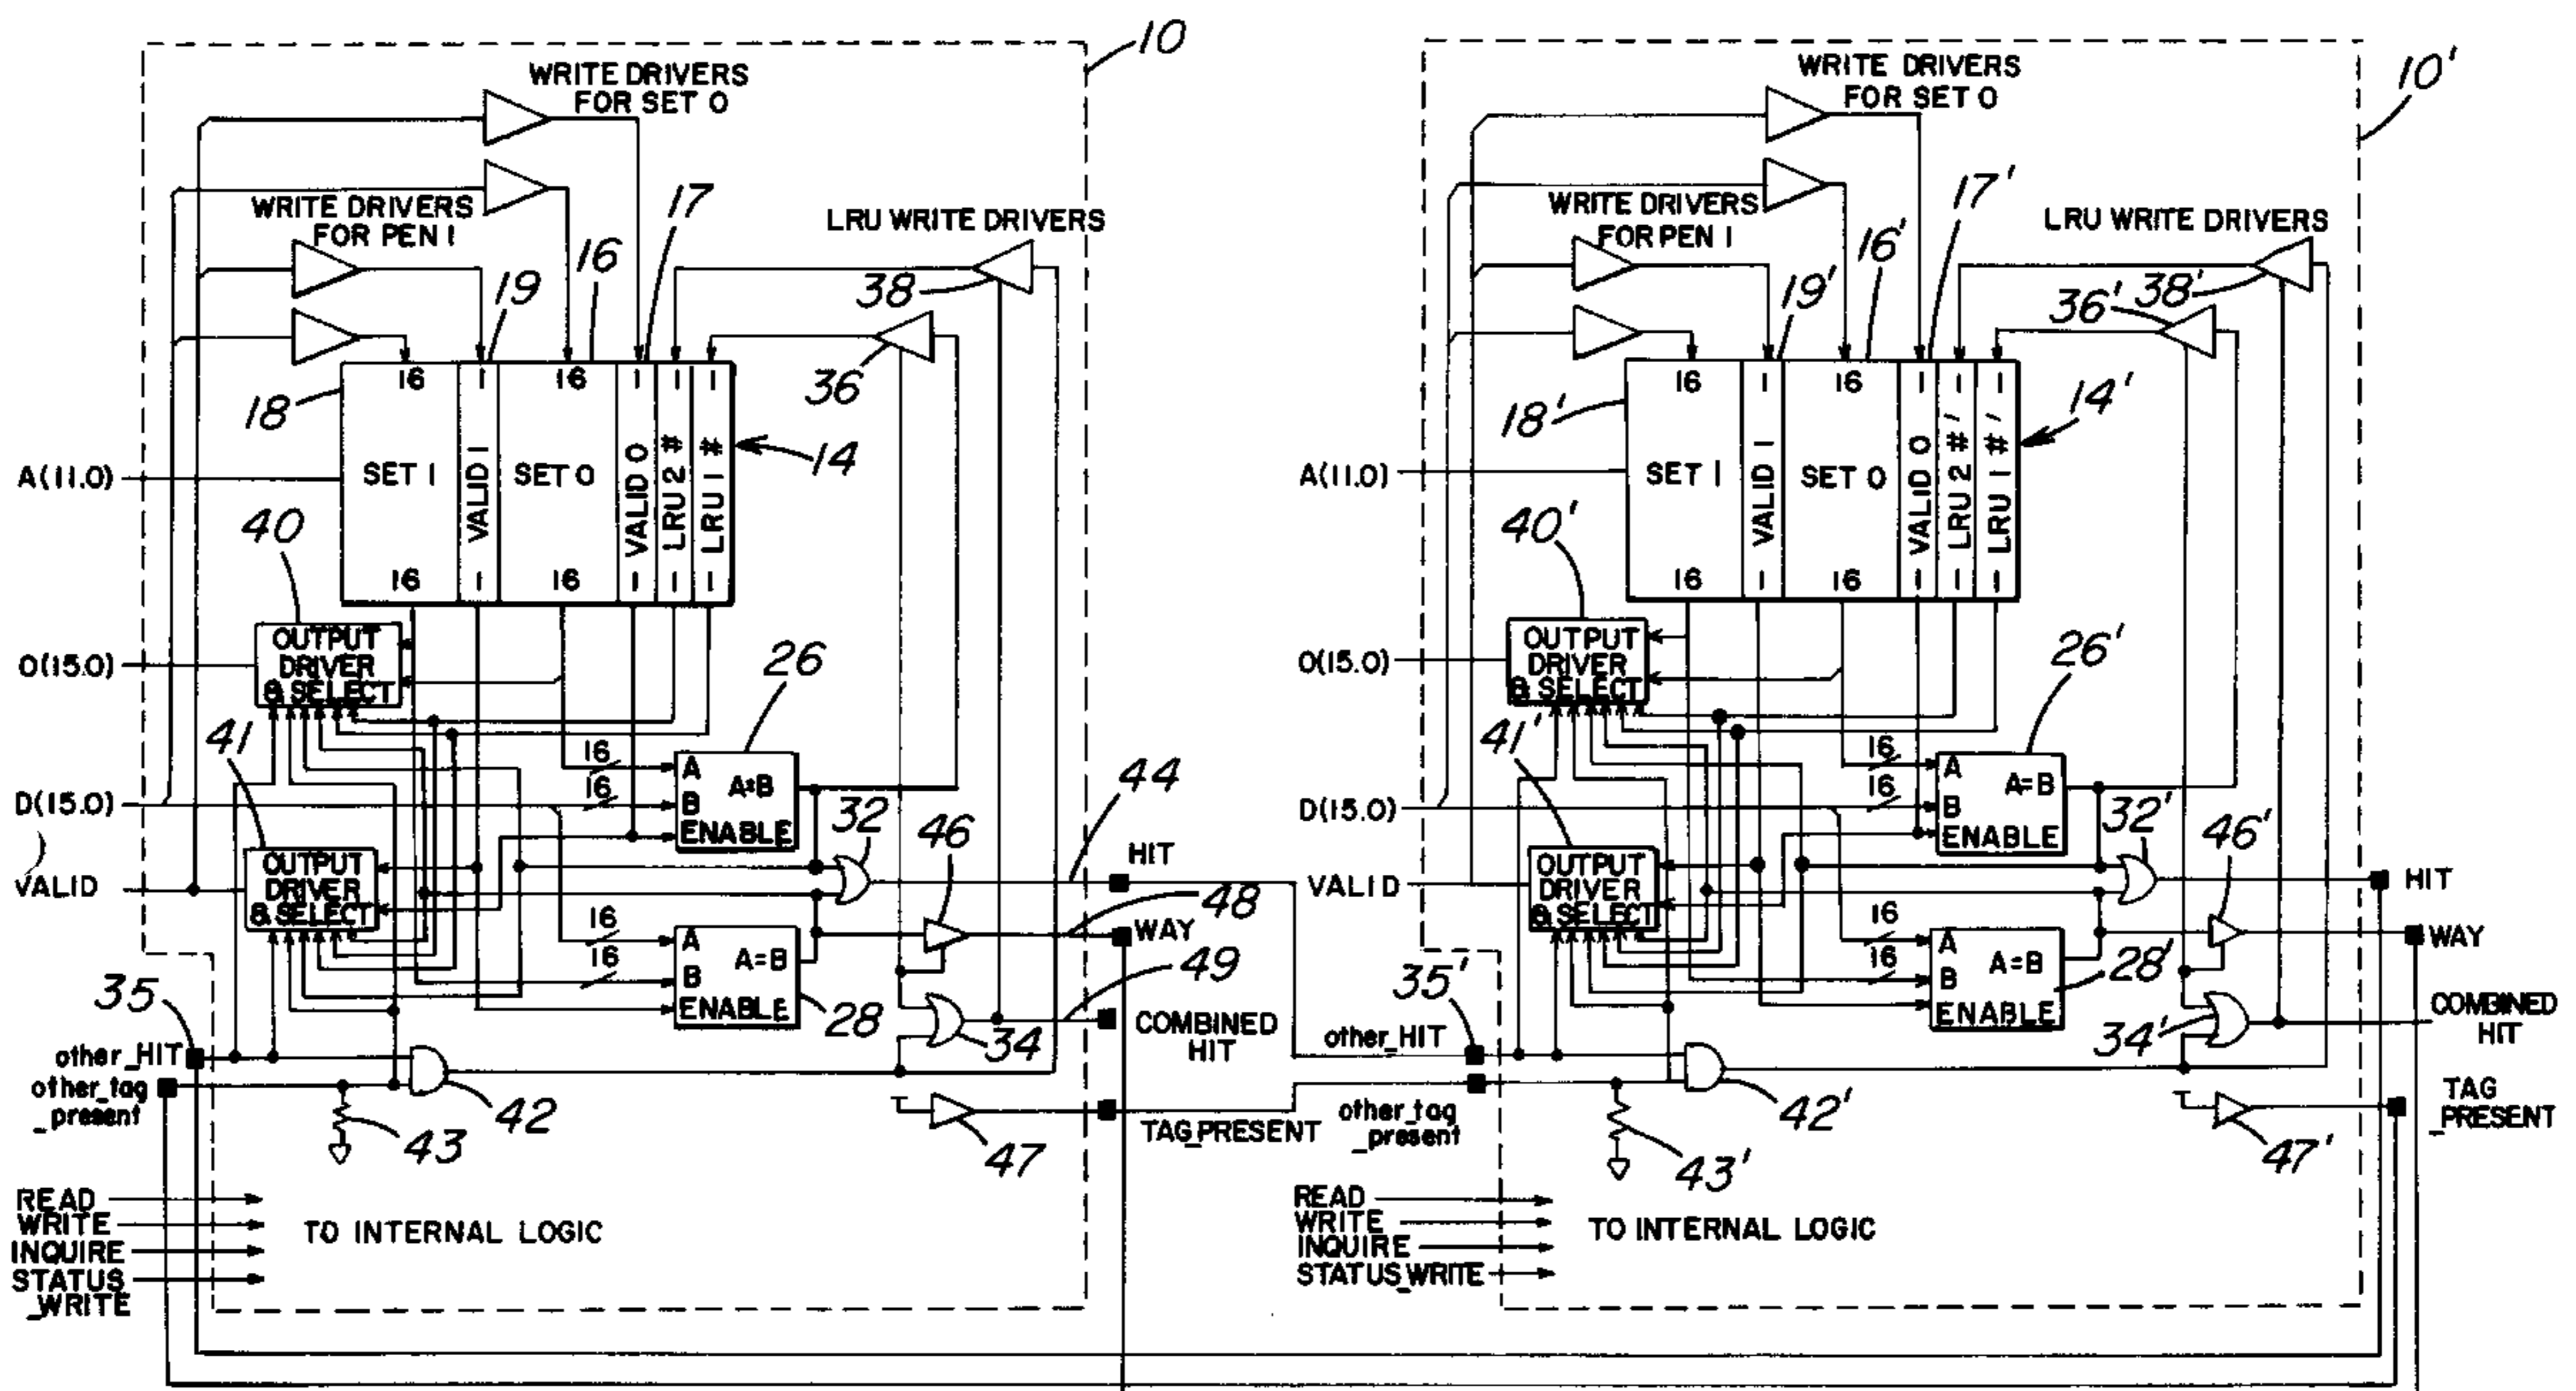 10
WRITE DRIVERS
FOR SET 0
WRITE DRIVERS
FOR PEN 1
17
16
19
LRU WRITE DRIVERS
38
36
18
16
1
16
1
1
1
14
A(11.0)
SET 1
VALID 1
SET 0
VALID 0
LRU 2 #
LRU 1 #
40
16
1
16
1
1
1
OUTPUT
DRIVER
& SELECT
O(15.0)
26
41
16
16
A
B
A=B
ENABLE
D(15.0)
44
32
46
HIT
OUTPUT
DRIVER
& SELECT
VALID
48
WAY
16
16
A
B
A=B
ENABLE
28
49
35
34
COMBINED
HIT
other_HIT
other_tag
_present
42
43
47
TAG_PRESENT
READ
WRITE
INQUIRE
STATUS
_WRITE
TO INTERNAL LOGIC
10'
WRITE DRIVERS
FOR SET 0
WRITE DRIVERS
FOR PEN 1
17'
16'
19'
LRU WRITE DRIVERS
38'
36'
18'
16
1
16
1
1
1
14'
A(11.0)
SET 1
VALID 1
SET 0
VALID 0
LRU 2 #'
LRU 1 #'
40'
16
1
16
1
1
1
OUTPUT
DRIVER
& SELECT
O(15.0)
26'
41'
16
16
A
B
A=B
ENABLE
D(15.0)
32'
46'
HIT
OUTPUT
DRIVER
& SELECT
VALID
WAY
16
16
A
B
A=B
ENABLE
28'
35'
34'
COMBINED
HIT
other_HIT
other_tag
_present
42'
43'
47'
TAG
_PRESENT
READ
WRITE
INQUIRE
STATUS_WRITE
TO INTERNAL LOGIC